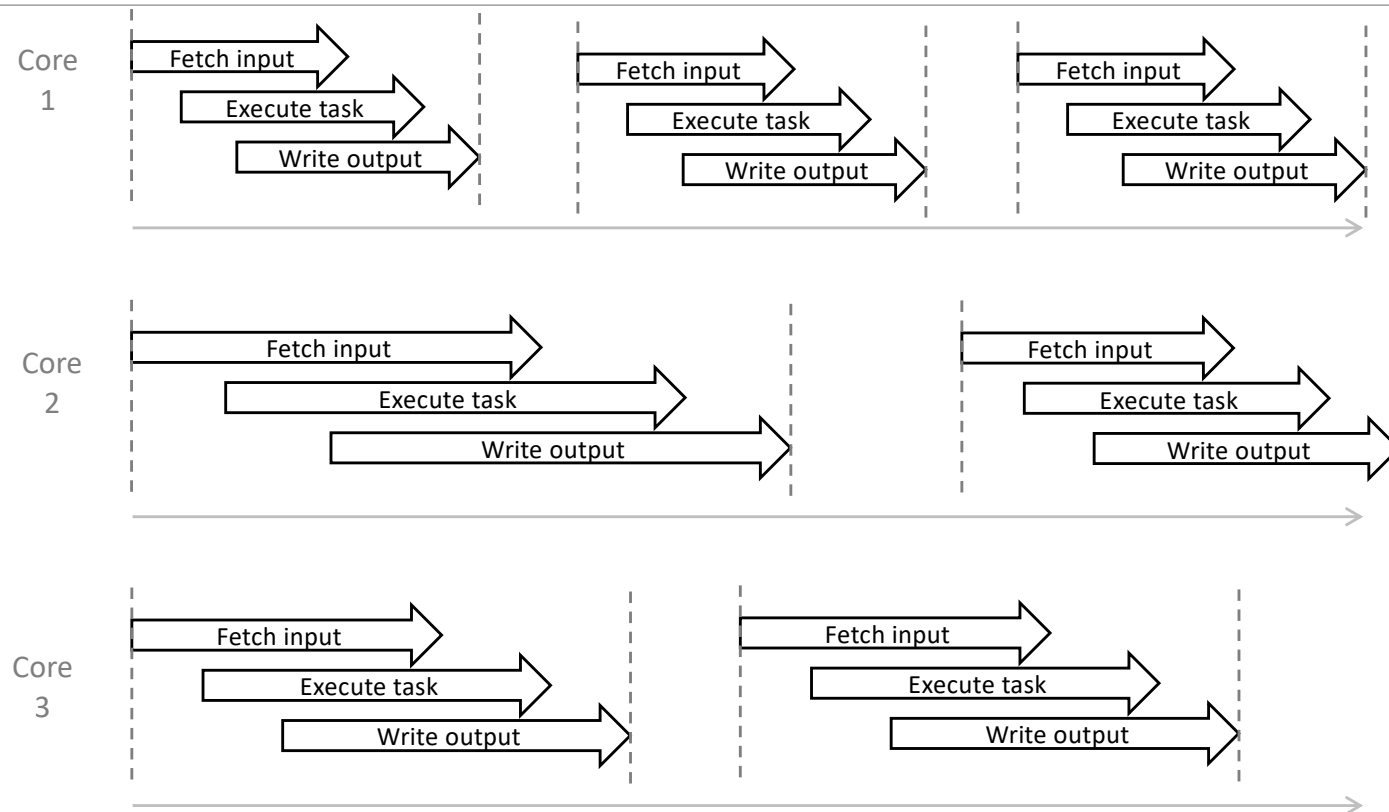 Core
1
Fetch input
Execute task
Write output
Fetch input
Execute task
Write output
Fetch input
Execute task
Write output
Core
2
Fetch input
Execute task
Write output
Fetch input
Execute task
Write output
Core
3
Fetch input
Execute task
Write output
Fetch input
Execute task
Write output